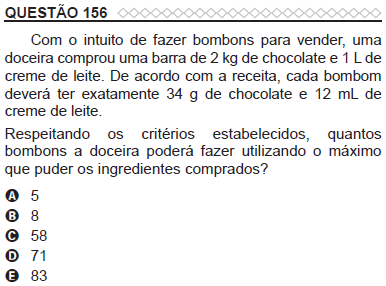 QUESTÃO 156
Com o intuito de fazer bombons para vender, uma
doceira comprou uma barra de 2 kg de chocolate e 1 L de
creme de leite. De acordo com a receita, cada bombom
deverá ter exatamente 34 g de chocolate e 12 mL de
creme de leite.
Respeitando os critérios estabelecidos, quantos
bombons a doceira poderá fazer utilizando o máximo
que puder os ingredientes comprados?
A 5
B 8
C 58
D 71
E 83